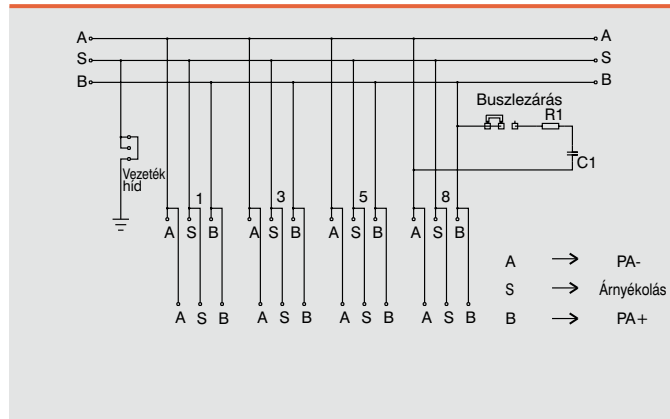 A A
S S
B B
Buszlezárás
R1
C1
Vezeték
híd
1 3 5 8
A S B A S B A S B A S B
A → PA-
S → Árnyékolás
B → PA+
A S B A S B A S B A S B